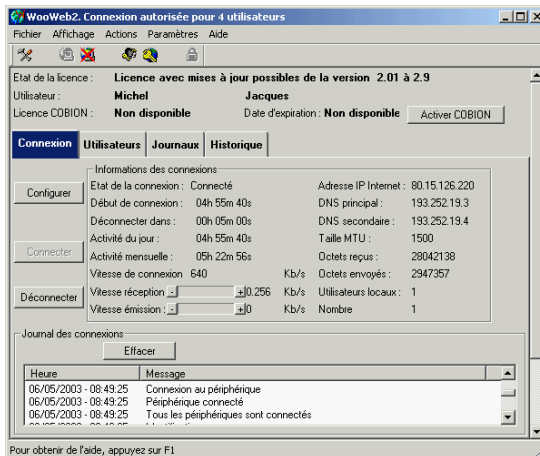 WooWeb2. Connexion autorisée pour 4 utilisateurs
Fichier Affichage Actions Paramètres Aide
Etat de la licence : Licence avec mises à jour possibles de la version 2.01 à 2.9
Utilisateur : Michel Jacques
Licence COBION : Non disponible Date d'expiration : Non disponible Activer COBION
Connexion Utilisateurs Journaux Historique
Informations des connexions
Configurer
Etat de la connexion : Connecté Adresse IP Internet : 80.15.126.220
Début de connexion : 04h 55m 40s DNS principal : 193.252.19.3
Déconnecter dans : 00h 05m 00s DNS secondaire : 193.252.19.4
Activité du jour : 04h 55m 40s Taille MTU : 1500
Connecter
Activité mensuelle : 05h 22m 56s Octets reçus : 28042138
Vitesse de connexion 640 Kb/s Octets envoyés : 2947357
Déconnecter
Vitesse réception - + 0.256 Kb/s Utilisateurs locaux : 1
Vitesse émission : - + 0 Kb/s Nombre 1
Journal des connexions
Effacer
Heure Message
06/05/2003 - 08:49:25 Connexion au périphérique
06/05/2003 - 08:49:25 Périphérique connecté
06/05/2003 - 08:49:25 Tous les périphériques sont connectés
Pour obtenir de l'aide, appuyez sur F1